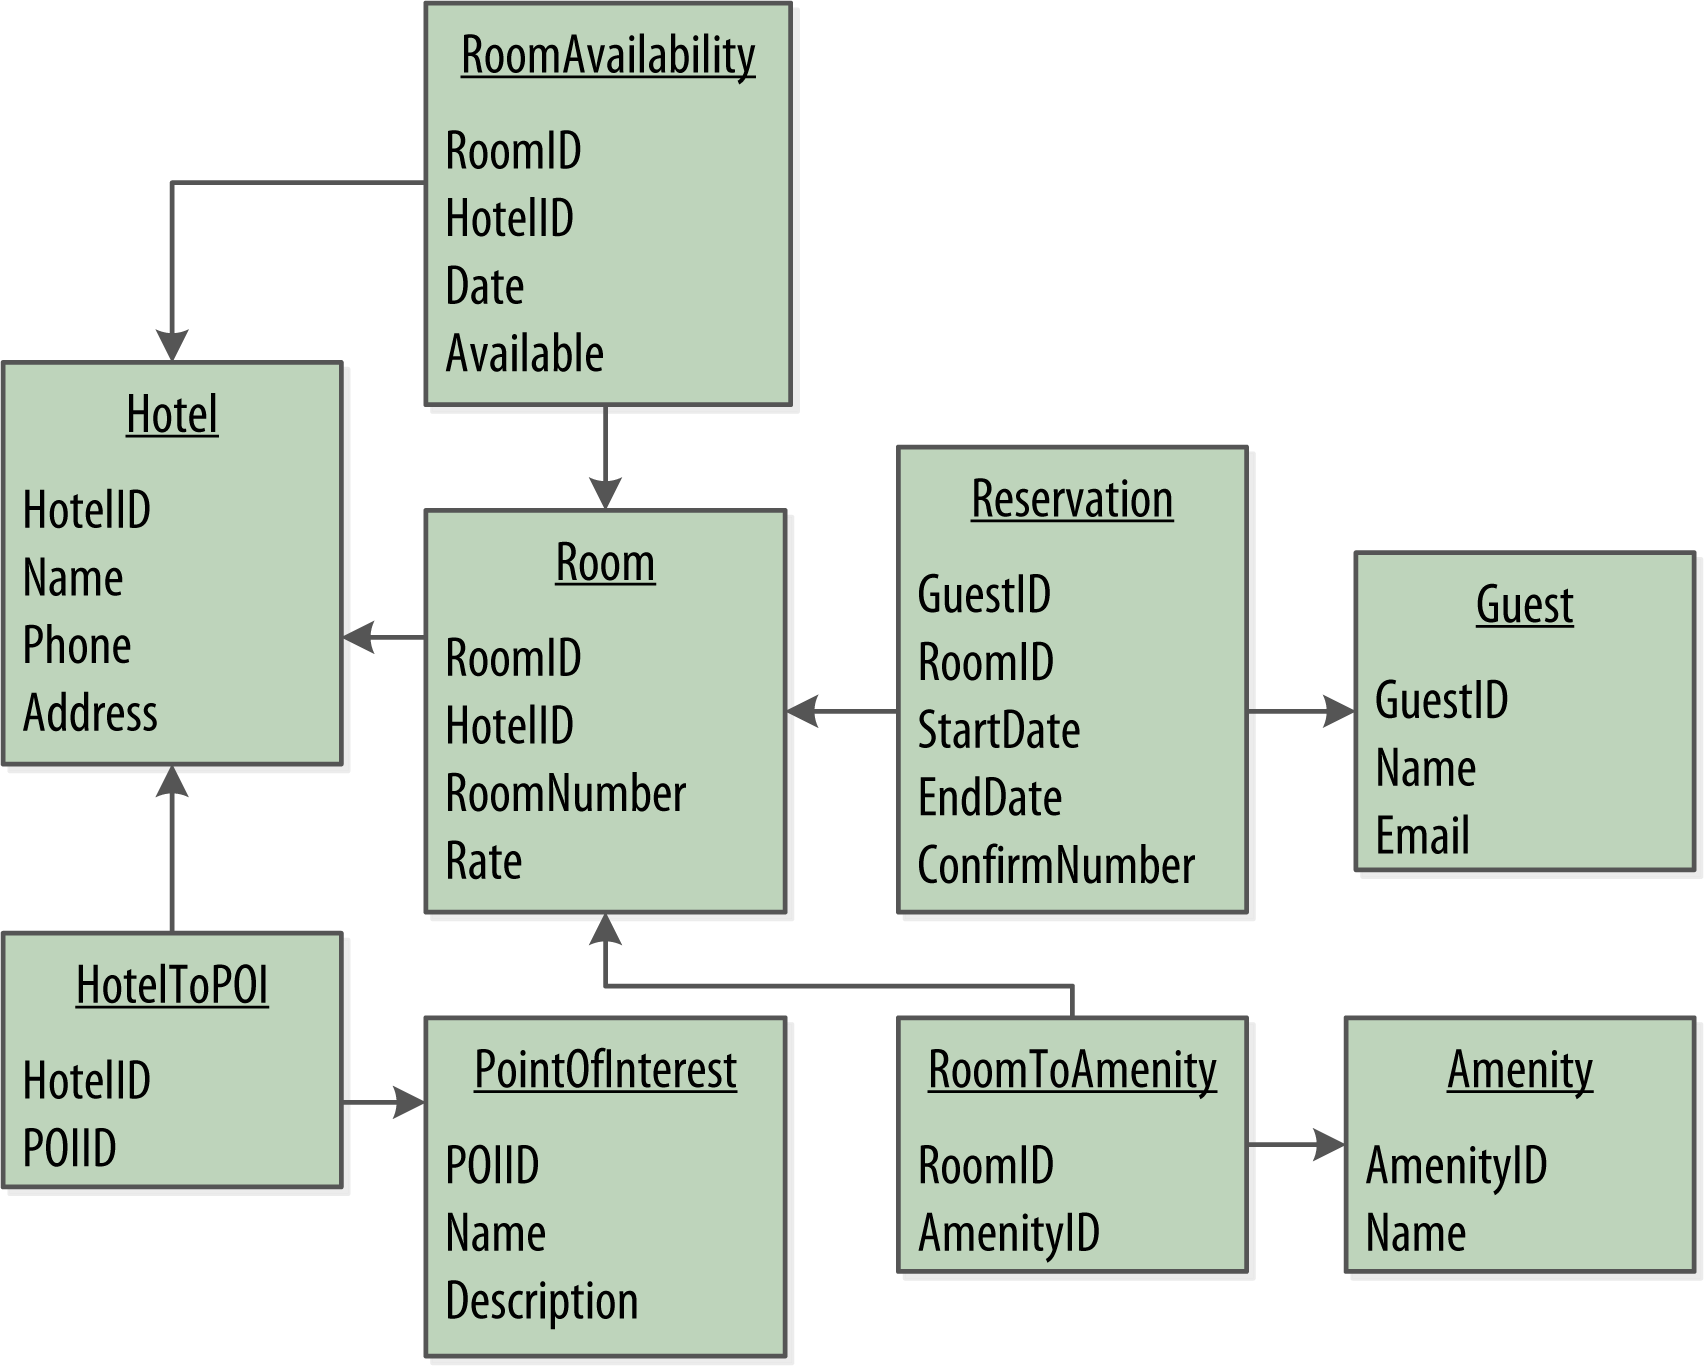 RoomAvailability
RoomID
HotelID
Date
Available
Hotel
HotelID
Name
Phone
Address
Room
RoomID
HotelID
RoomNumber
Rate
Reservation
GuestID
RoomID
StartDate
EndDate
ConfirmNumber
Guest
GuestID
Name
Email
HotelToPOI
HotelID
POIID
PointOfInterest
POIID
Name
Description
RoomToAmenity
RoomID
AmenityID
Amenity
AmenityID
Name